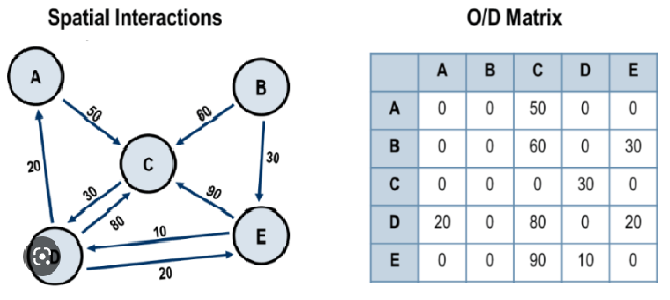 Spatial Interactions
O/D Matrix
A
B
50
60
C
20
30
30
80
90
D
E
10
20
A B C D E
A 0 0 50 0 0
B 0 0 60 0 30
C 0 0 0 30 0
D 20 0 80 0 20
E 0 0 90 10 0